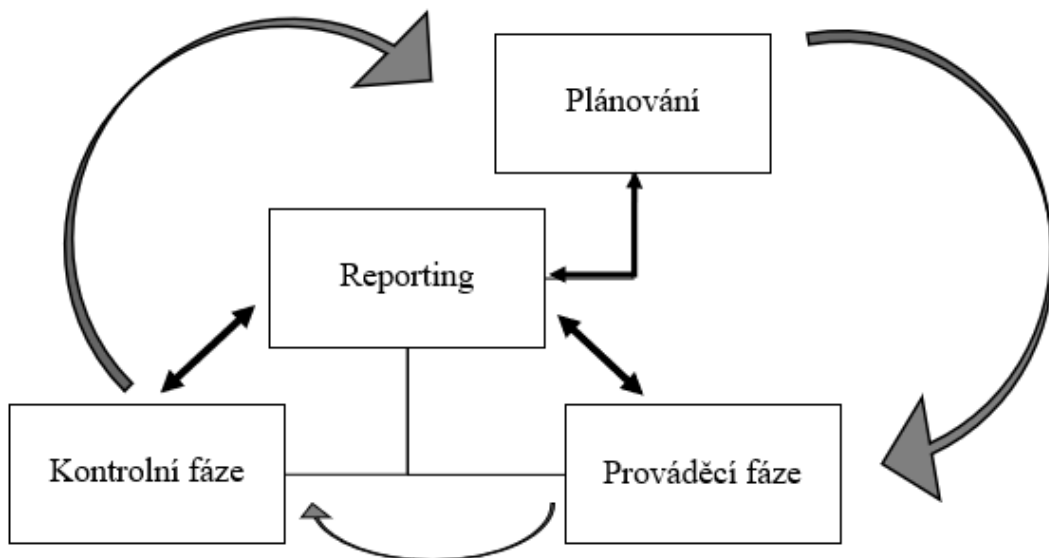 Plánování
Reporting
Kontrolní fáze
Prováděcí fáze